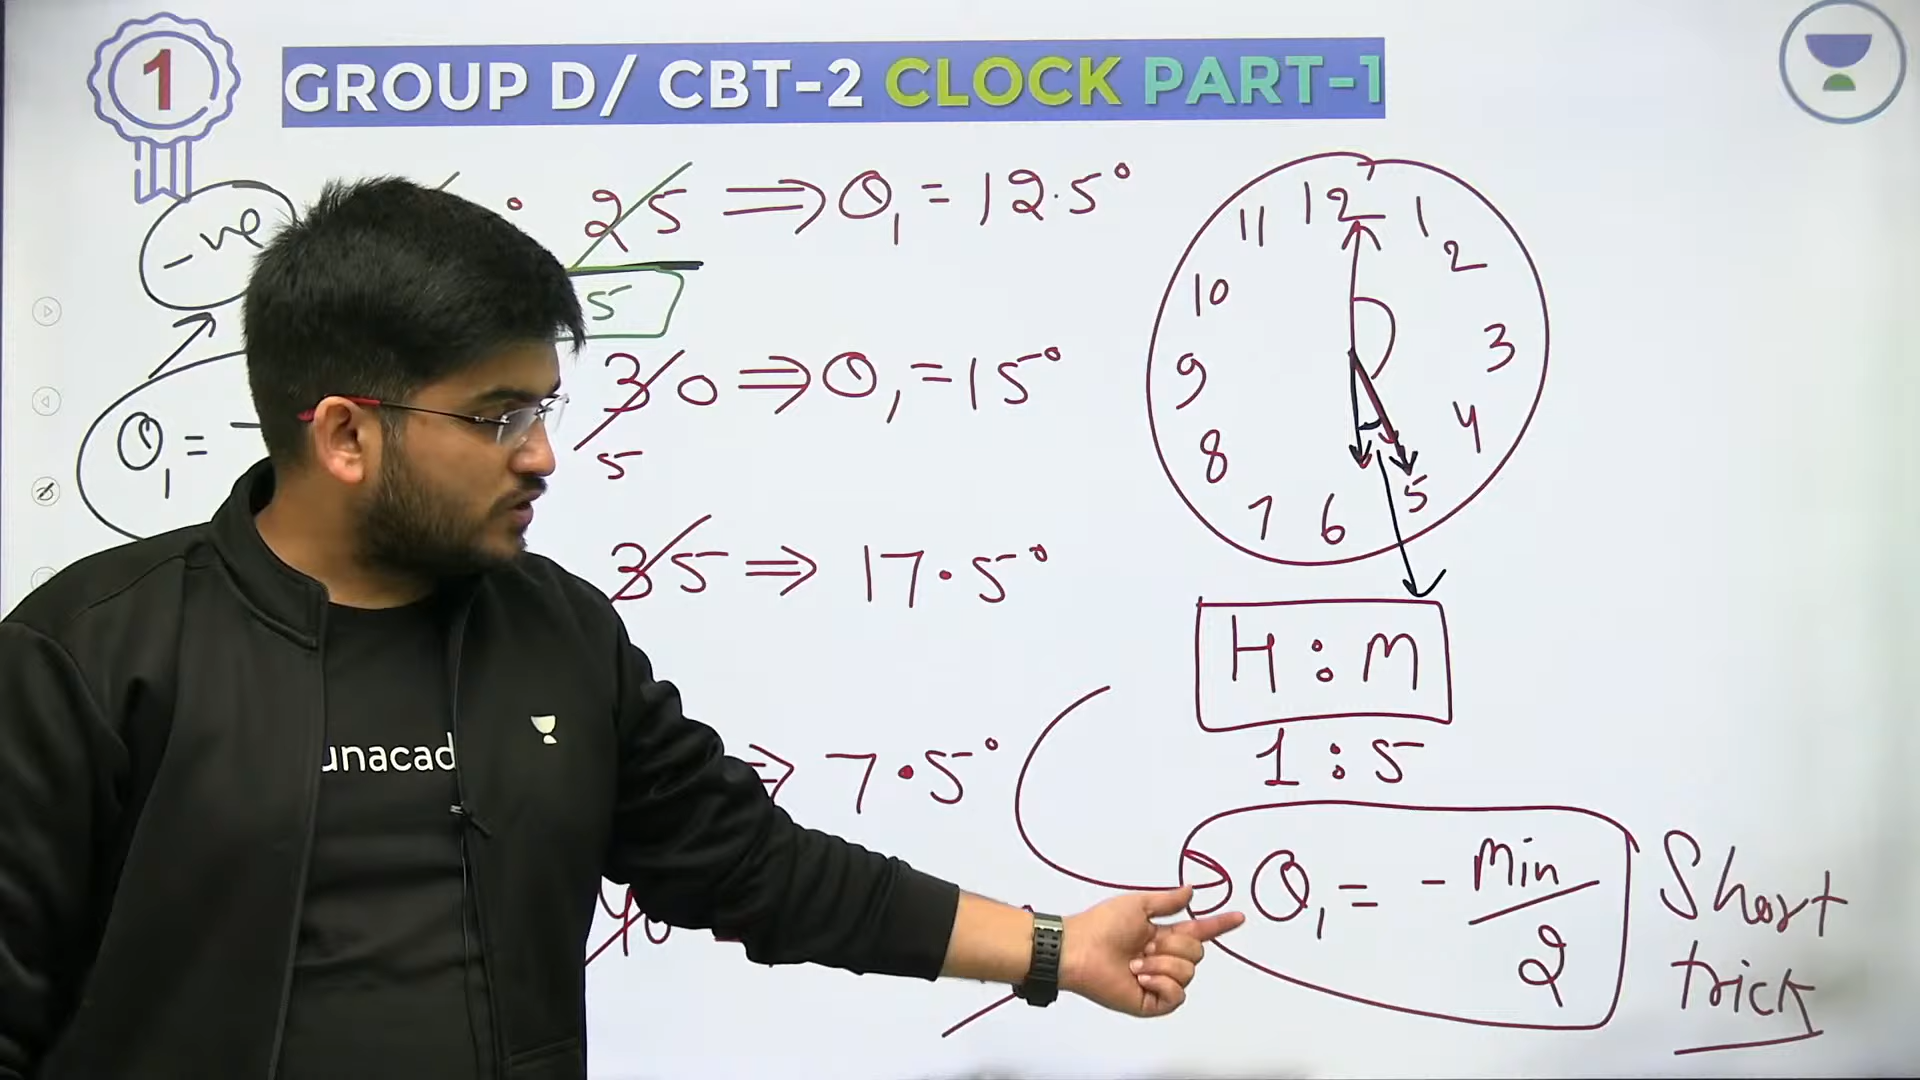 1
GROUP D/ CBT-2 CLOCK PART-1
-ve
: 25 ⟹ θ₁ = 12.5°
5
30 ⟹ θ₁ = 15°
5
θ₁ = -
35 ⟹ 17.5°
⟹ 7.5°
40
12
1
2
3
4
5
6
7
8
9
10
11
H : M
1 : 5
θ₁ = - Min/2
Short
trick
unacad